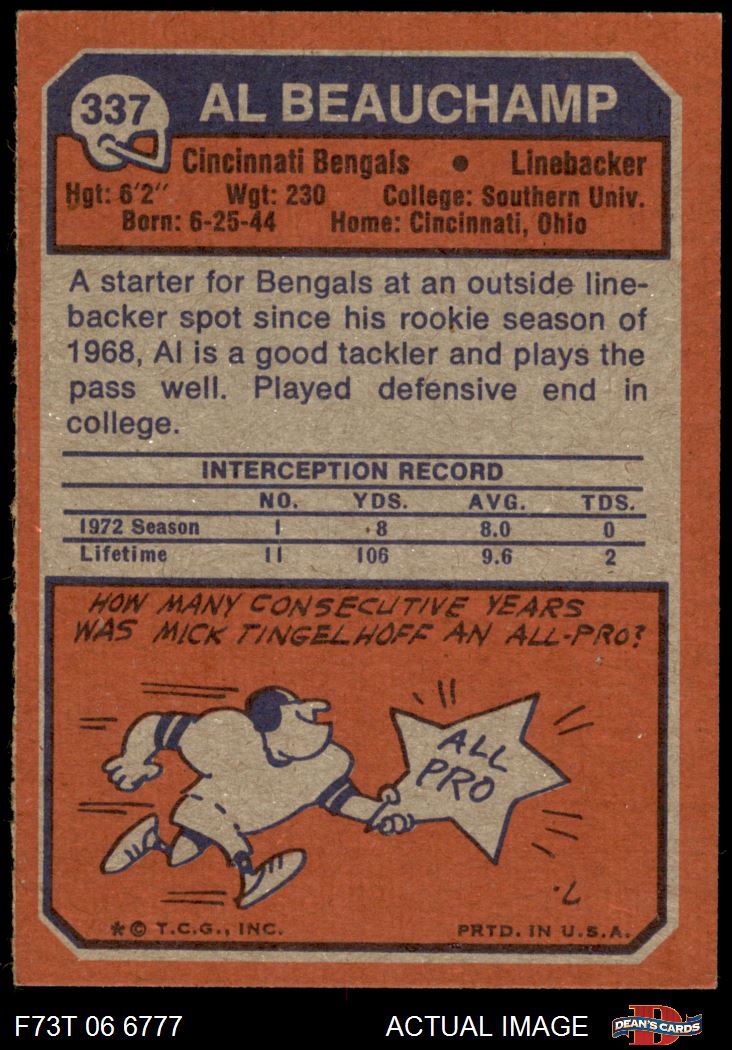 337 AL BEAUCHAMP
Cincinnati Bengals • Linebacker
Hgt: 6'2" Wgt: 230 College: Southern Univ.
Born: 6-25-44 Home: Cincinnati, Ohio
A starter for Bengals at an outside line-
backer spot since his rookie season of
1968, Al is a good tackler and plays the
pass well. Played defensive end in
college.
INTERCEPTION RECORD
NO. YDS. AVG. TDS.
1972 Season 1 8 8.0 0
Lifetime 11 106 9.6 2
HOW MANY CONSECUTIVE YEARS
WAS MICK TINGELHOFF AN ALL-PRO?
ALL
PRO
* © T.C.G., INC. PRTD. IN U.S.A.
F73T 06 6777 ACTUAL IMAGE DEAN'S CARDS